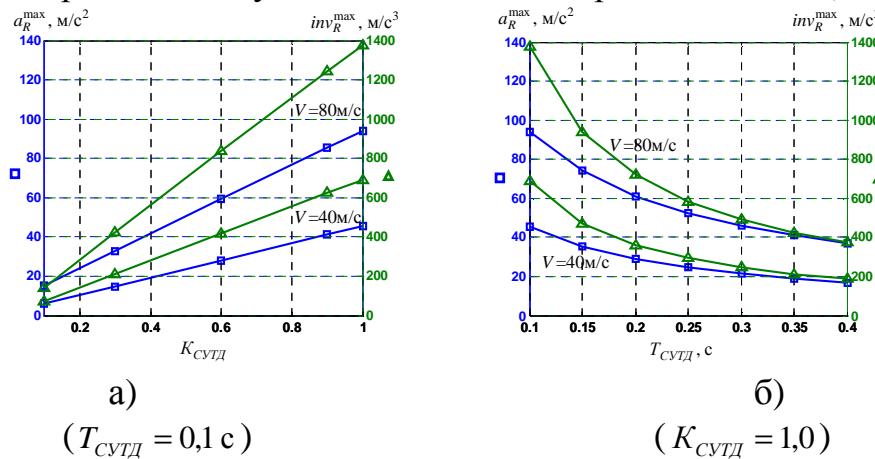 a_R^max, м/с² inv_R^max, м/с³
140 1400
120 1200
100 1000
V=80м/с
80 800
60 600
V=40м/с
40 400
20 200
0 0
0.2 0.4 0.6 0.8 1
К_СУТД
а)
(T_СУТД = 0,1 с)
a_R^max, м/с² inv_R^max, м/с
140 1400
120 1200
100 1000
V=80м/с
80 800
60 600
40 400
V=40м/с
20 200
0 0
0.1 0.15 0.2 0.25 0.3 0.35 0.4
T_СУТД, с
б)
(К_СУТД = 1,0)